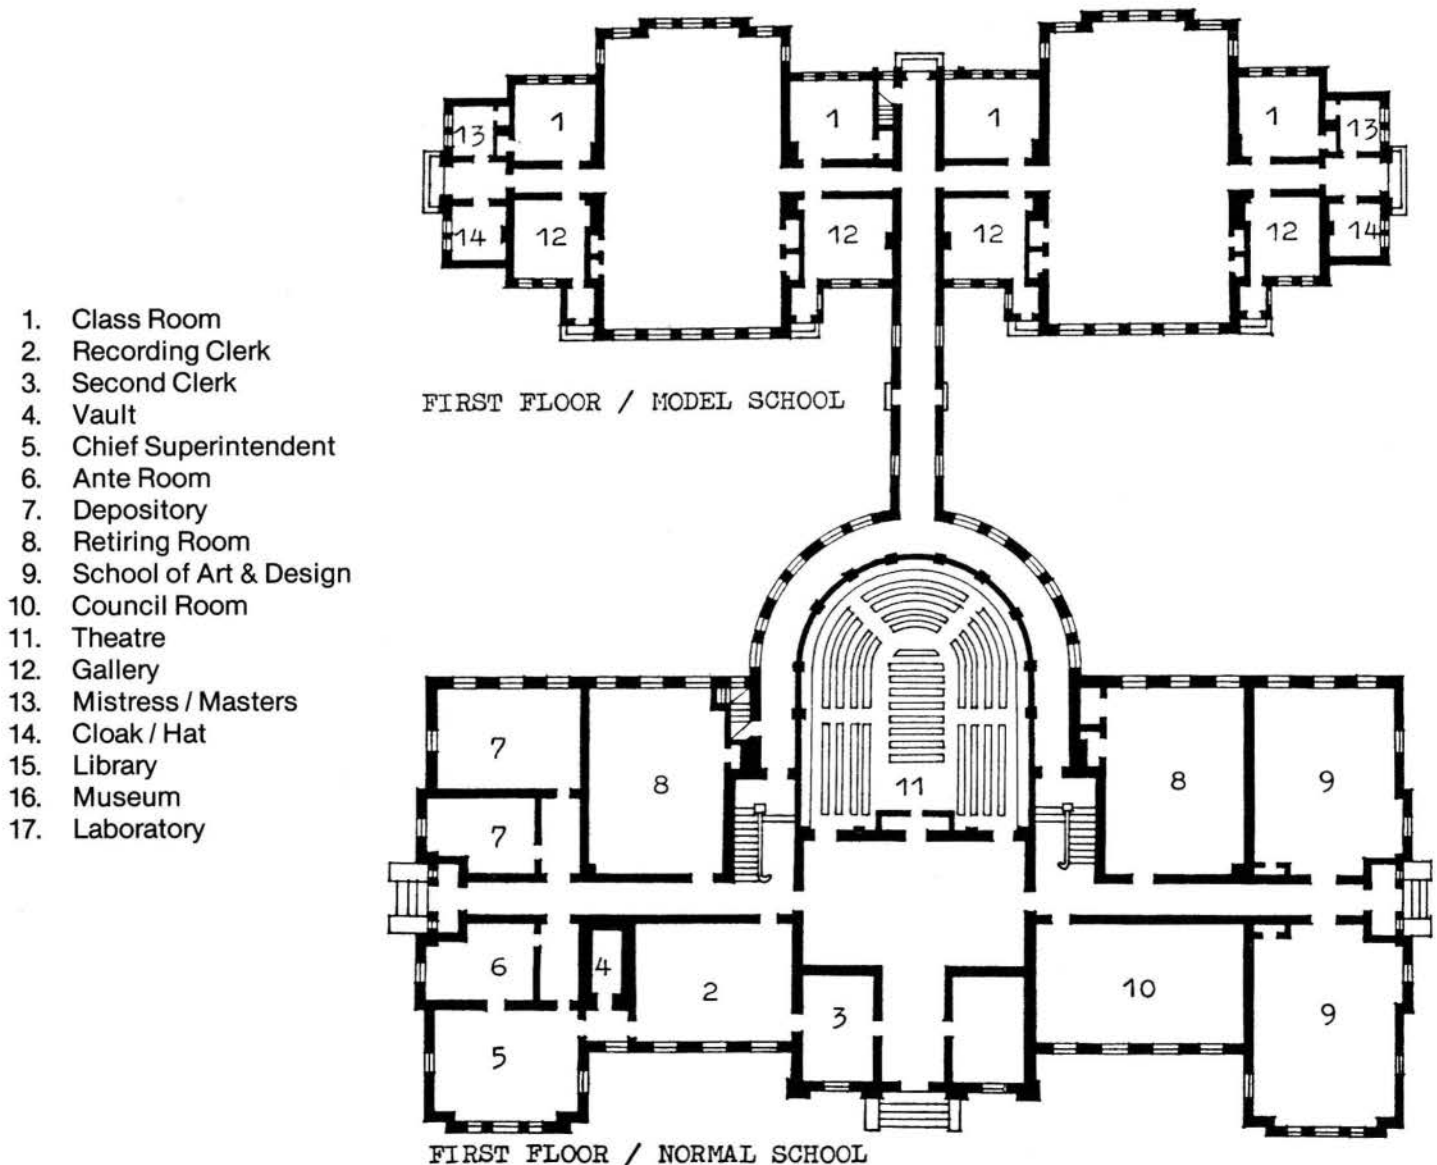 13
1
1
1
1
13
14
12
12
12
12
14
1. Class Room
2. Recording Clerk
3. Second Clerk
4. Vault
5. Chief Superintendent
6. Ante Room
7. Depository
8. Retiring Room
9. School of Art & Design
10. Council Room
11. Theatre
12. Gallery
13. Mistress / Masters
14. Cloak / Hat
15. Library
16. Museum
17. Laboratory
FIRST FLOOR / MODEL SCHOOL
7
8
11
8
9
7
6
4
2
3
10
9
5
FIRST FLOOR / NORMAL SCHOOL